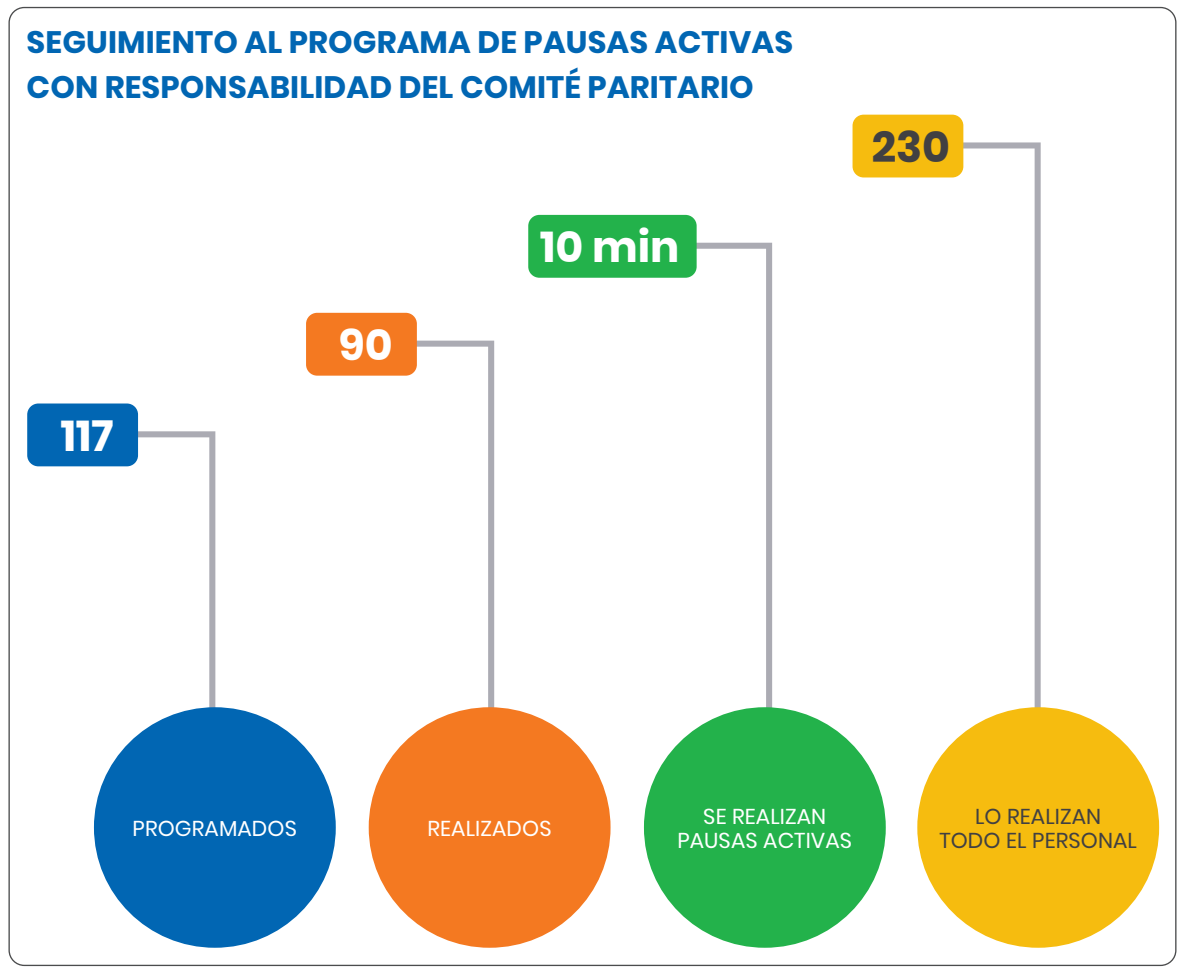 SEGUIMIENTO AL PROGRAMA DE PAUSAS ACTIVAS
CON RESPONSABILIDAD DEL COMITÉ PARITARIO
117
90
10 min
230
PROGRAMADOS
REALIZADOS
SE REALIZAN
PAUSAS ACTIVAS
LO REALIZAN
TODO EL PERSONAL